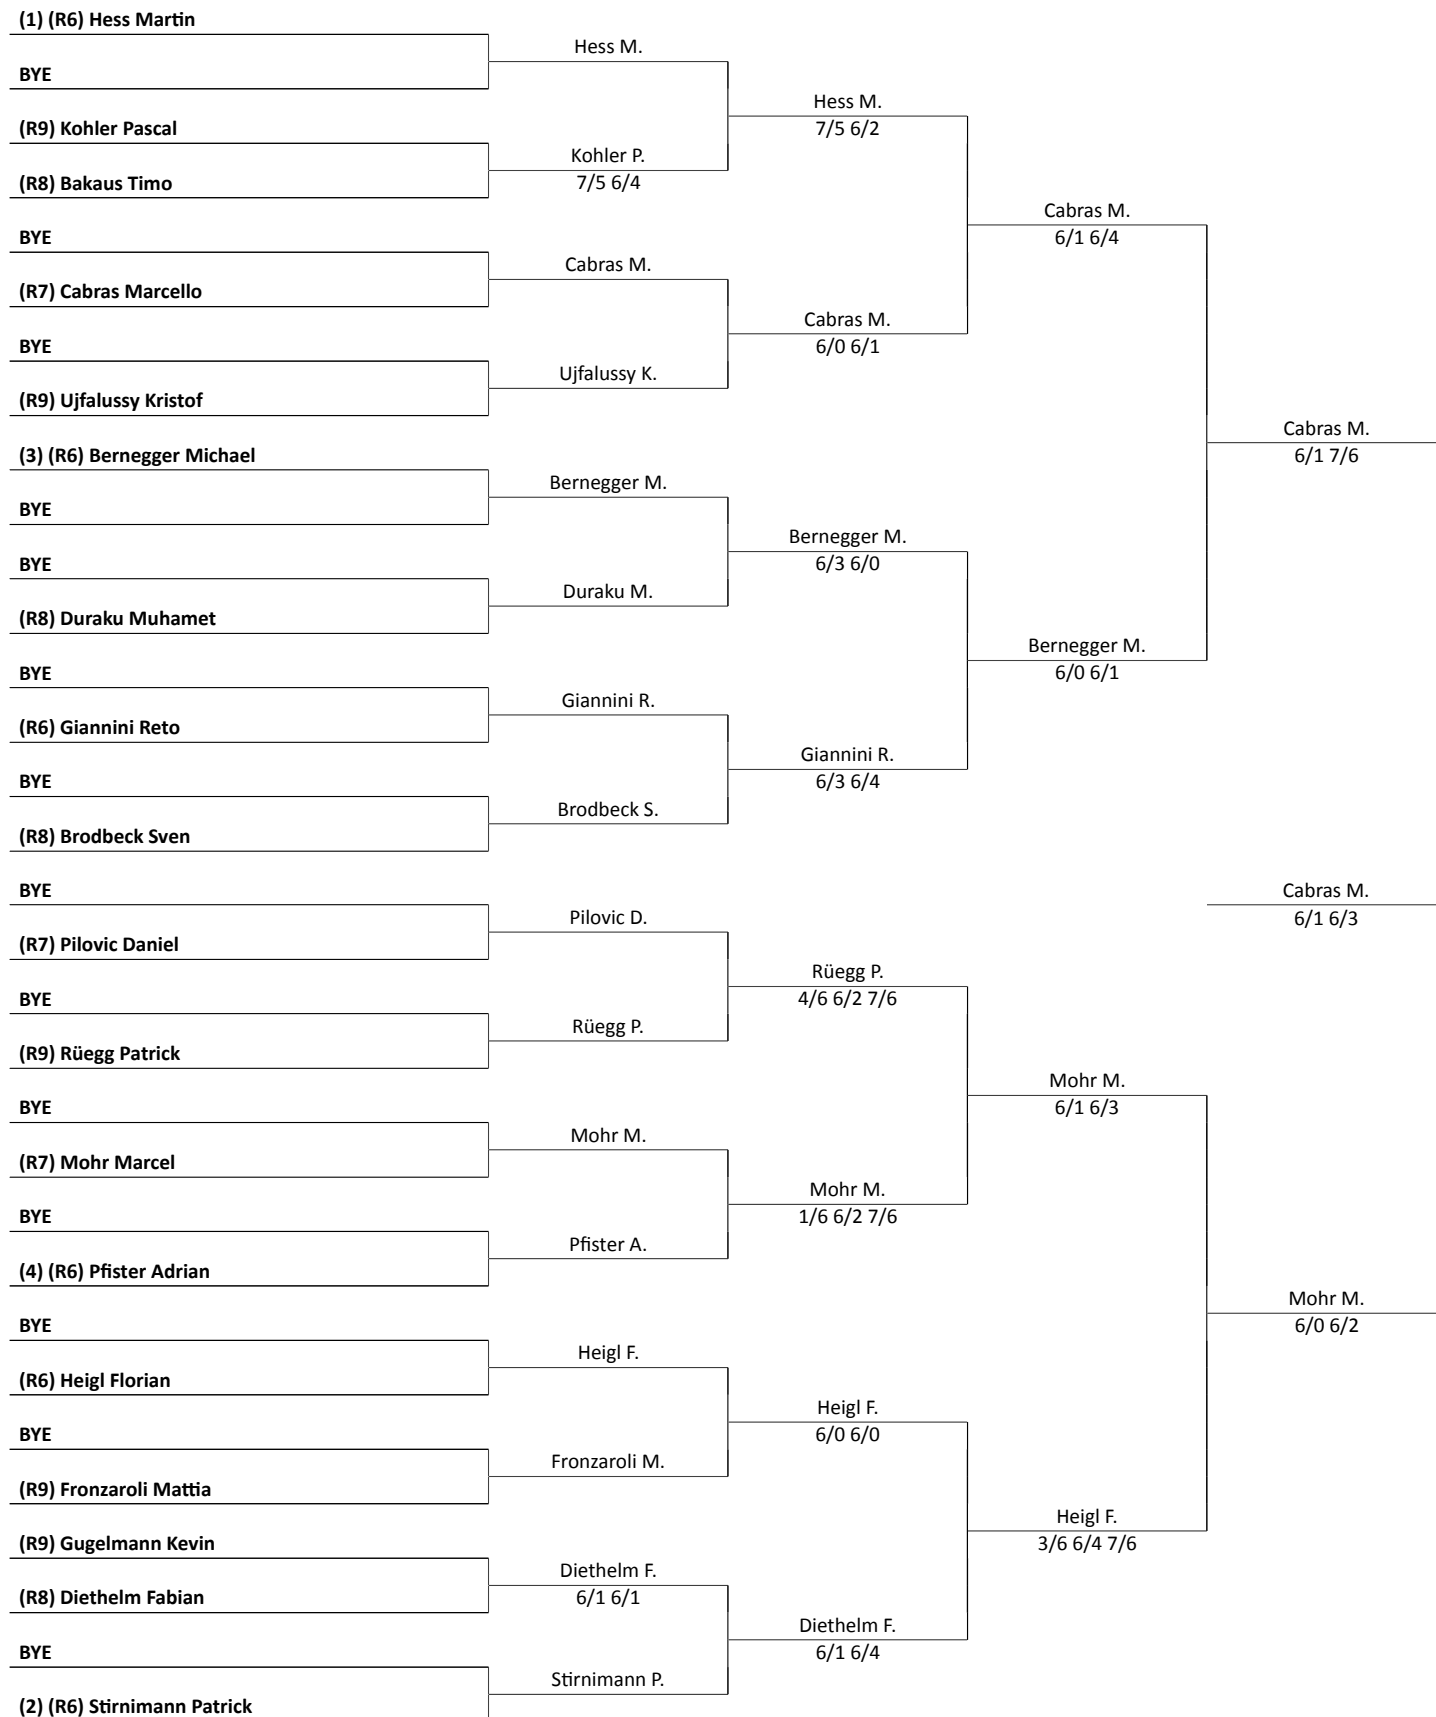 (1) (R6) Hess Martin
BYE
(R9) Kohler Pascal
(R8) Bakaus Timo
BYE
(R7) Cabras Marcello
BYE
(R9) Ujfalussy Kristof
(3) (R6) Bernegger Michael
BYE
BYE
(R8) Duraku Muhamet
BYE
(R6) Giannini Reto
BYE
(R8) Brodbeck Sven
BYE
(R7) Pilovic Daniel
BYE
(R9) Rüegg Patrick
BYE
(R7) Mohr Marcel
BYE
(4) (R6) Pfister Adrian
BYE
(R6) Heigl Florian
BYE
(R9) Fronzaroli Mattia
(R9) Gugelmann Kevin
(R8) Diethelm Fabian
BYE
(2) (R6) Stirnimann Patrick
Hess M.
Kohler P.
7/5 6/4
Cabras M.
Ujfalussy K.
Bernegger M.
Duraku M.
Giannini R.
Brodbeck S.
Pilovic D.
Rüegg P.
Mohr M.
Pfister A.
Heigl F.
Fronzaroli M.
Diethelm F.
6/1 6/1
Stirnimann P.
Hess M.
7/5 6/2
Cabras M.
6/0 6/1
Bernegger M.
6/3 6/0
Giannini R.
6/3 6/4
Rüegg P.
4/6 6/2 7/6
Mohr M.
1/6 6/2 7/6
Heigl F.
6/0 6/0
Diethelm F.
6/1 6/4
Cabras M.
6/1 6/4
Bernegger M.
6/0 6/1
Mohr M.
6/1 6/3
Heigl F.
3/6 6/4 7/6
Cabras M.
6/1 7/6
Cabras M.
6/1 6/3
Mohr M.
6/0 6/2